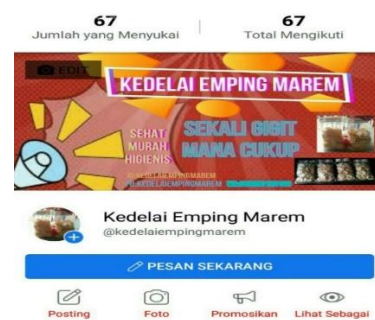 67
Jumlah yang Menyukai
67
Total Mengikuti
EDIT
KEDELAI EMPING MAREM
SEHAT
MURAH
HIGIENIS
SEKALI GIGIT
MANA CUKUP
@KEDELAIEMPINGMAREM
Kedelai Emping Marem
@kedelaiempingmarem
PESAN SEKARANG
Posting
Foto
Promosikan
Lihat Sebagai